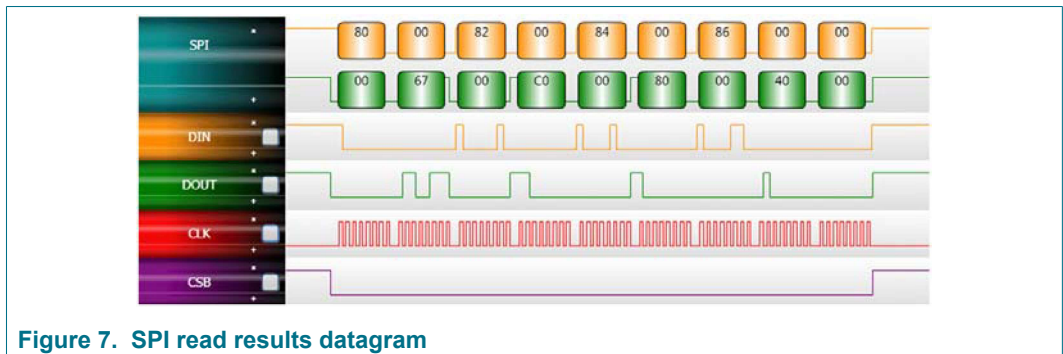 SPI 80 00 82 00 84 00 86 00 00
00 67 00 C0 00 80 00 40 00
DIN
DOUT
CLK
CSB
Figure 7. SPI read results datagram